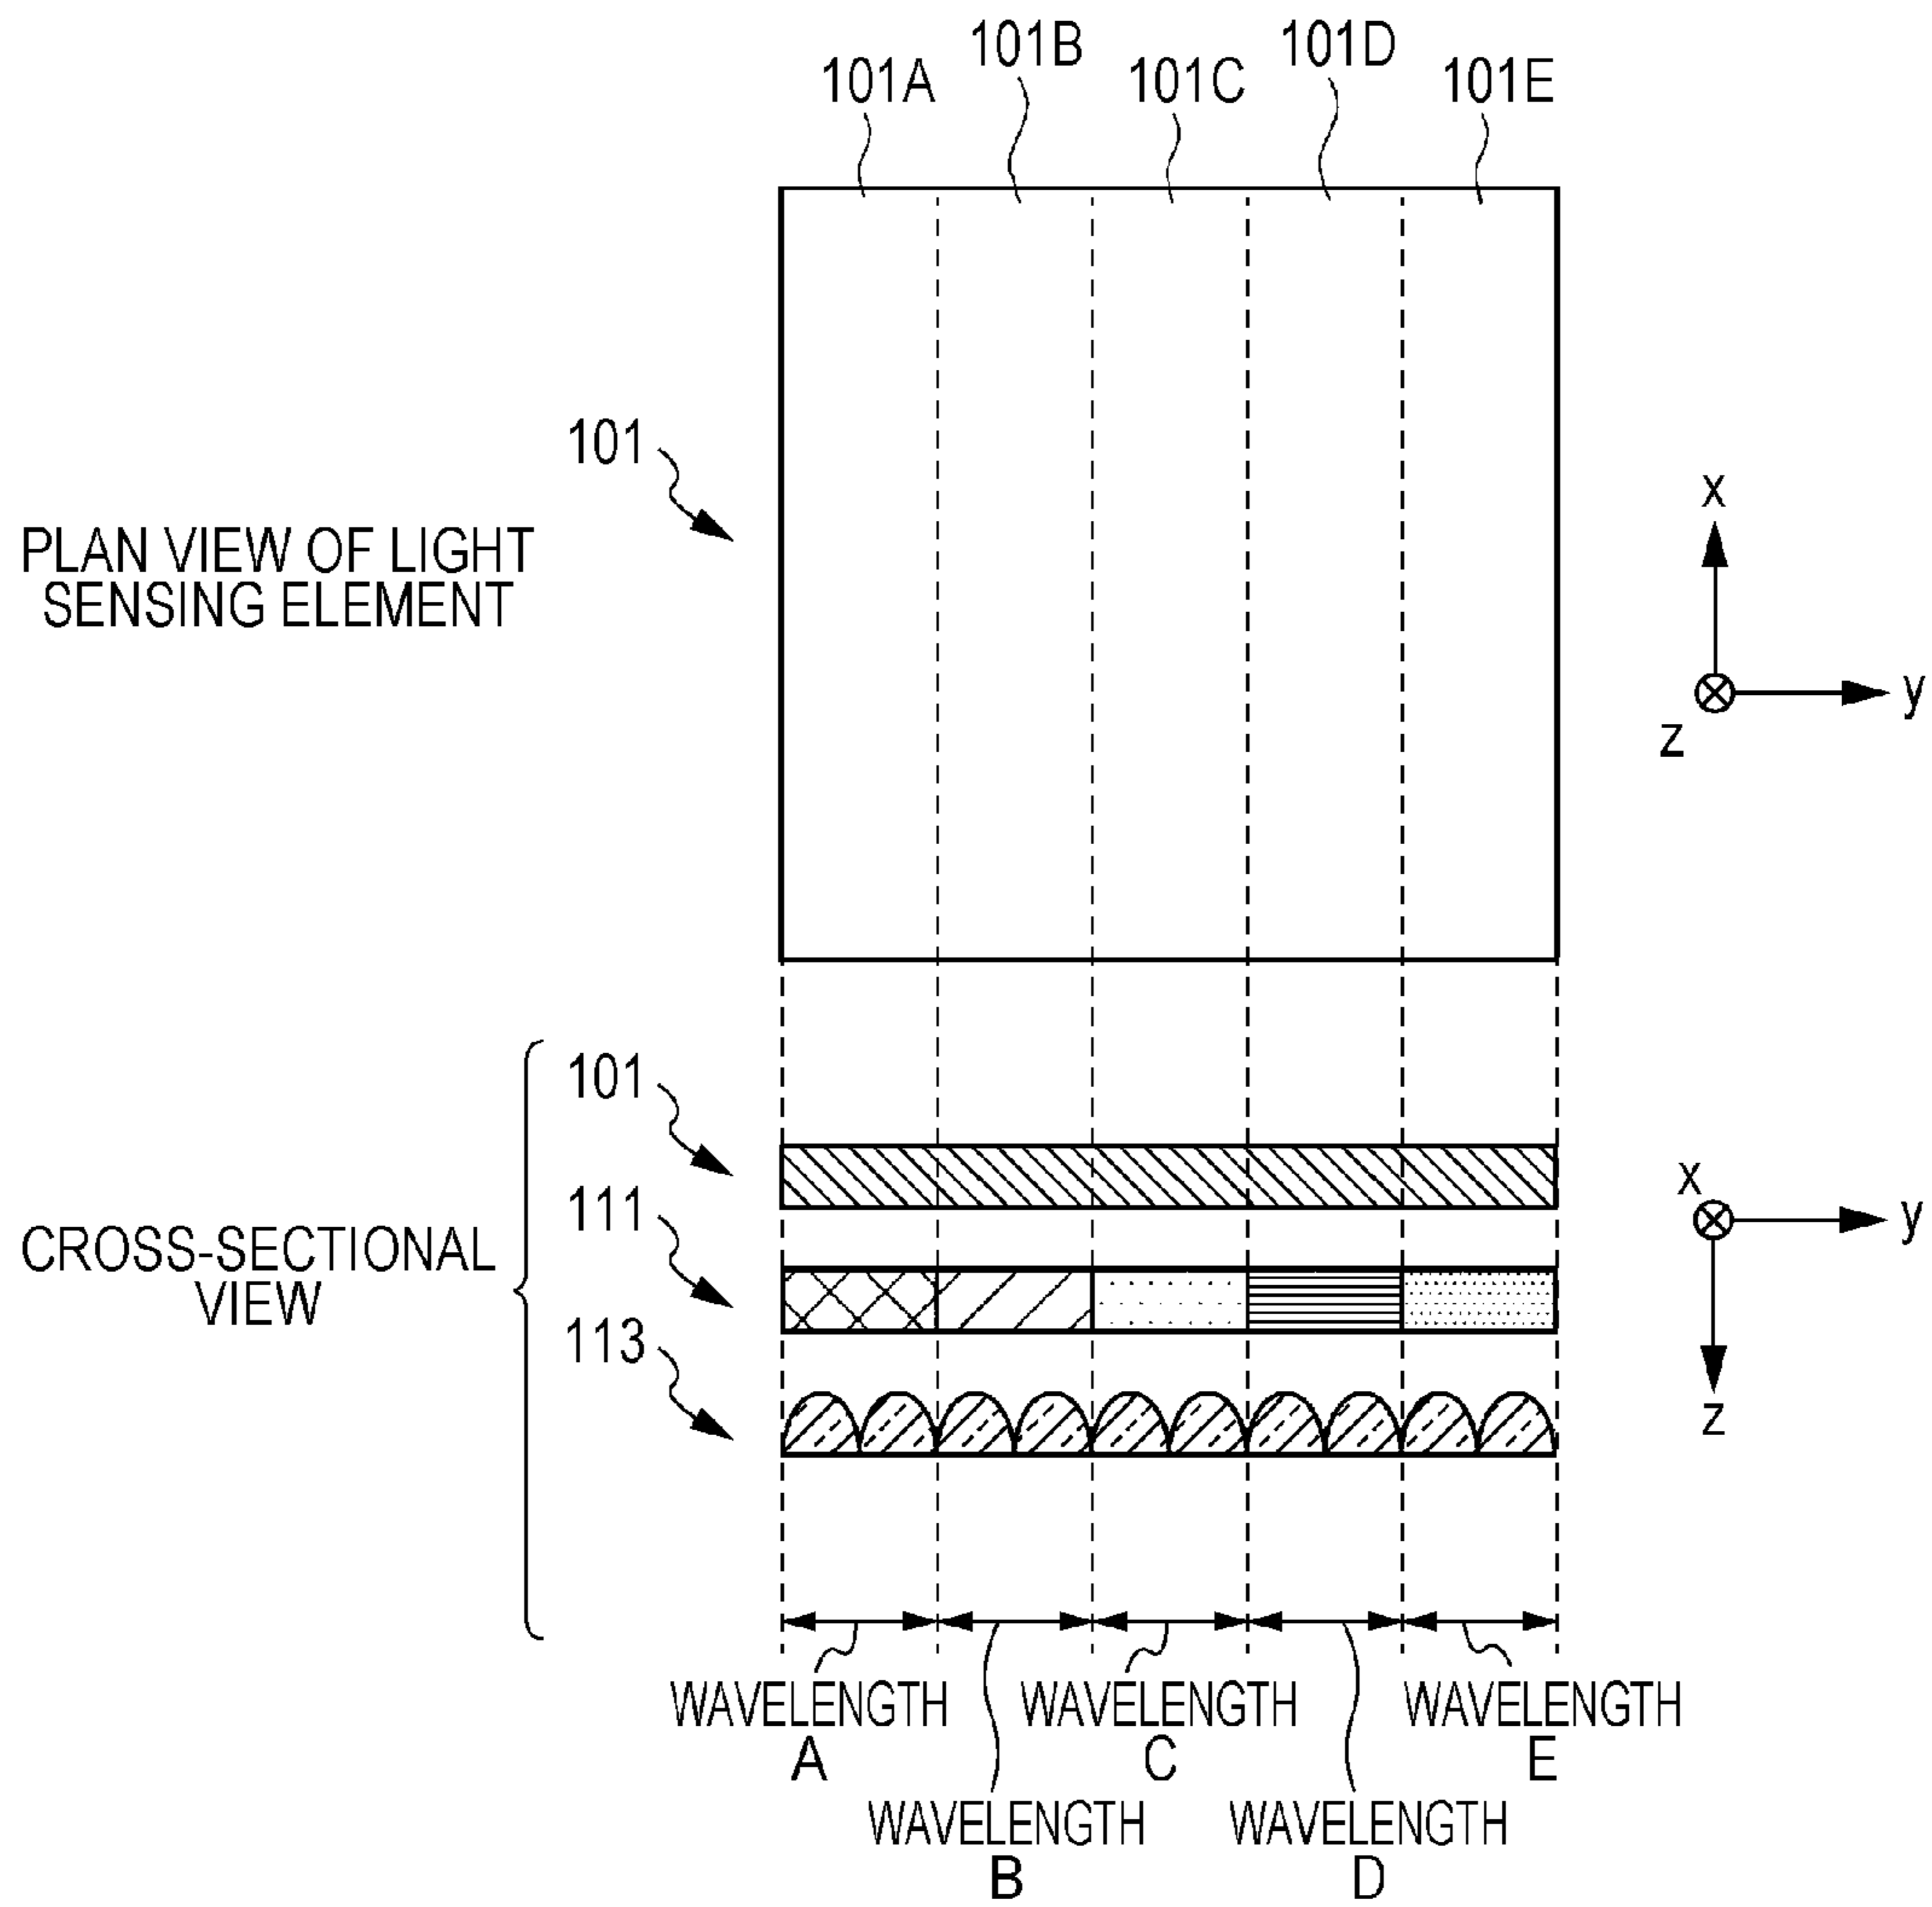 101B
101D
101A
101C
101E
101
x
PLAN VIEW OF LIGHT
SENSING ELEMENT
y
z
101
x
111
y
CROSS-SECTIONAL
VIEW
113
z
WAVELENGTH
A
WAVELENGTH
C
WAVELENGTH
E
WAVELENGTH
B
WAVELENGTH
D